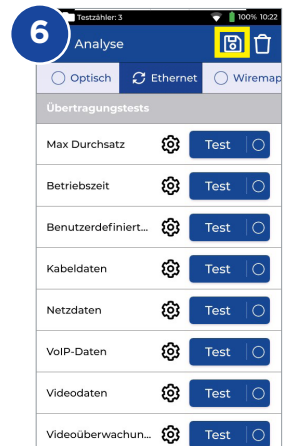 6
Testzähler: 3
100% 10:22
Analyse
Optisch Ethernet Wiremap
Übertragungstests
Max Durchsatz Test
Betriebszeit Test
Benutzerdefiniert... Test
Kabeldaten Test
Netzdaten Test
VoIP-Daten Test
Videodaten Test
Videoüberwachun... Test